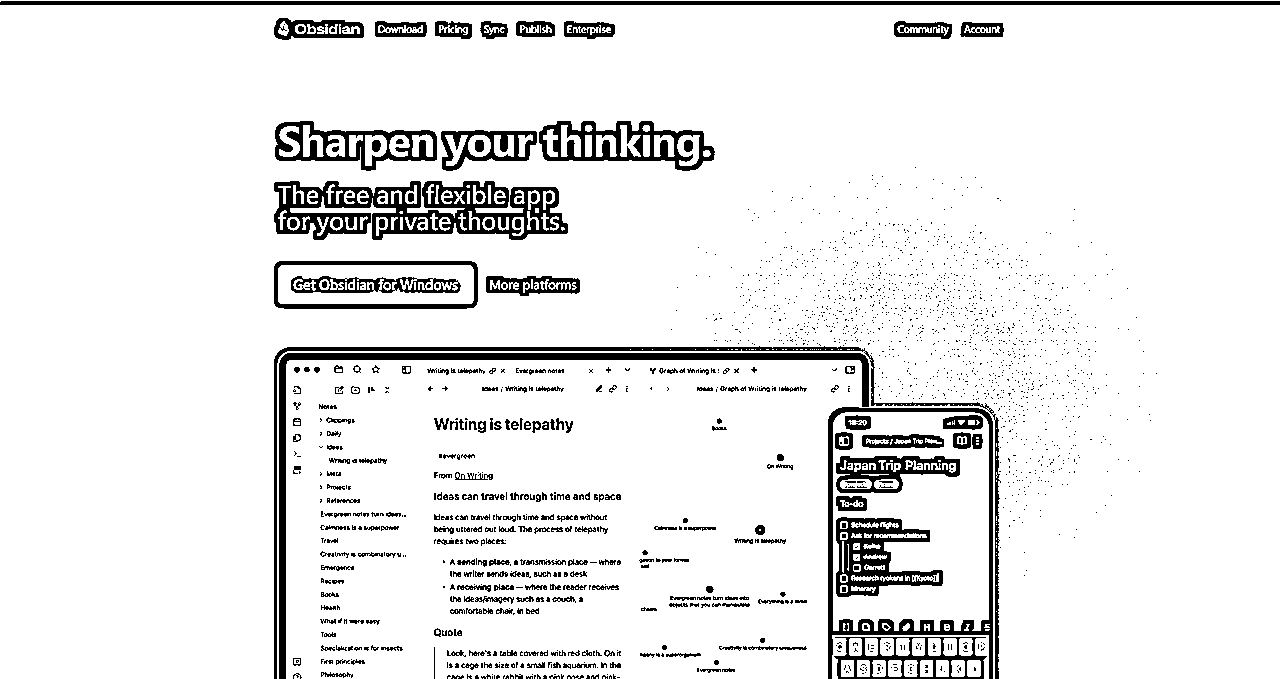 Obsidian Download Pricing Sync Publish Enterprise Community Account
Sharpen your thinking.
The free and flexible app
for your private thoughts.
Get Obsidian for Windows More platforms
Writing is telepathy Evergreen notes Graph of Writing is
Ideas / Writing is telepathy Ideas / Graph of Writing is telepathy
Notes
Clippings
Daily
Ideas
Writing is telepathy
Meta
Projects
References
Evergreen notes turn ideas...
Calmness is a superpower
Travel
Creativity is combinatory u...
Emergence
Recipes
Books
Health
What if it were easy
Tools
Specialization is for insects
First principles
Philosophy
Writing is telepathy
#evergreen
From On Writing
Ideas can travel through time and space
Ideas can travel through time and space without
being uttered out loud. The process of telepathy
requires two places:
• A sending place, a transmission place — where
the writer sends ideas, such as a desk
• A receiving place — where the reader receives
the ideas/imagery such as a couch, a
comfortable chair, in bed
Quote
Look, here's a table covered with red cloth. On it
is a cage the size of a small fish aquarium. In the
cage is a white rabbit with a pink nose and pink-
Books
On Writing
Calmness is a superpower
Writing is telepathy
Evergreen notes turn ideas into
objects that you can manipulate
Everything is a remix
chasm
Creativity is combinatory uniqueness
Evergreen notes
18:20
Projects / Japan Trip Plan...
Japan Trip Planning
To-do
Schedule flights
Ask for recommendations
Andrew
Garrett
Research ryokans in [[Kyoto]]
Itinerary